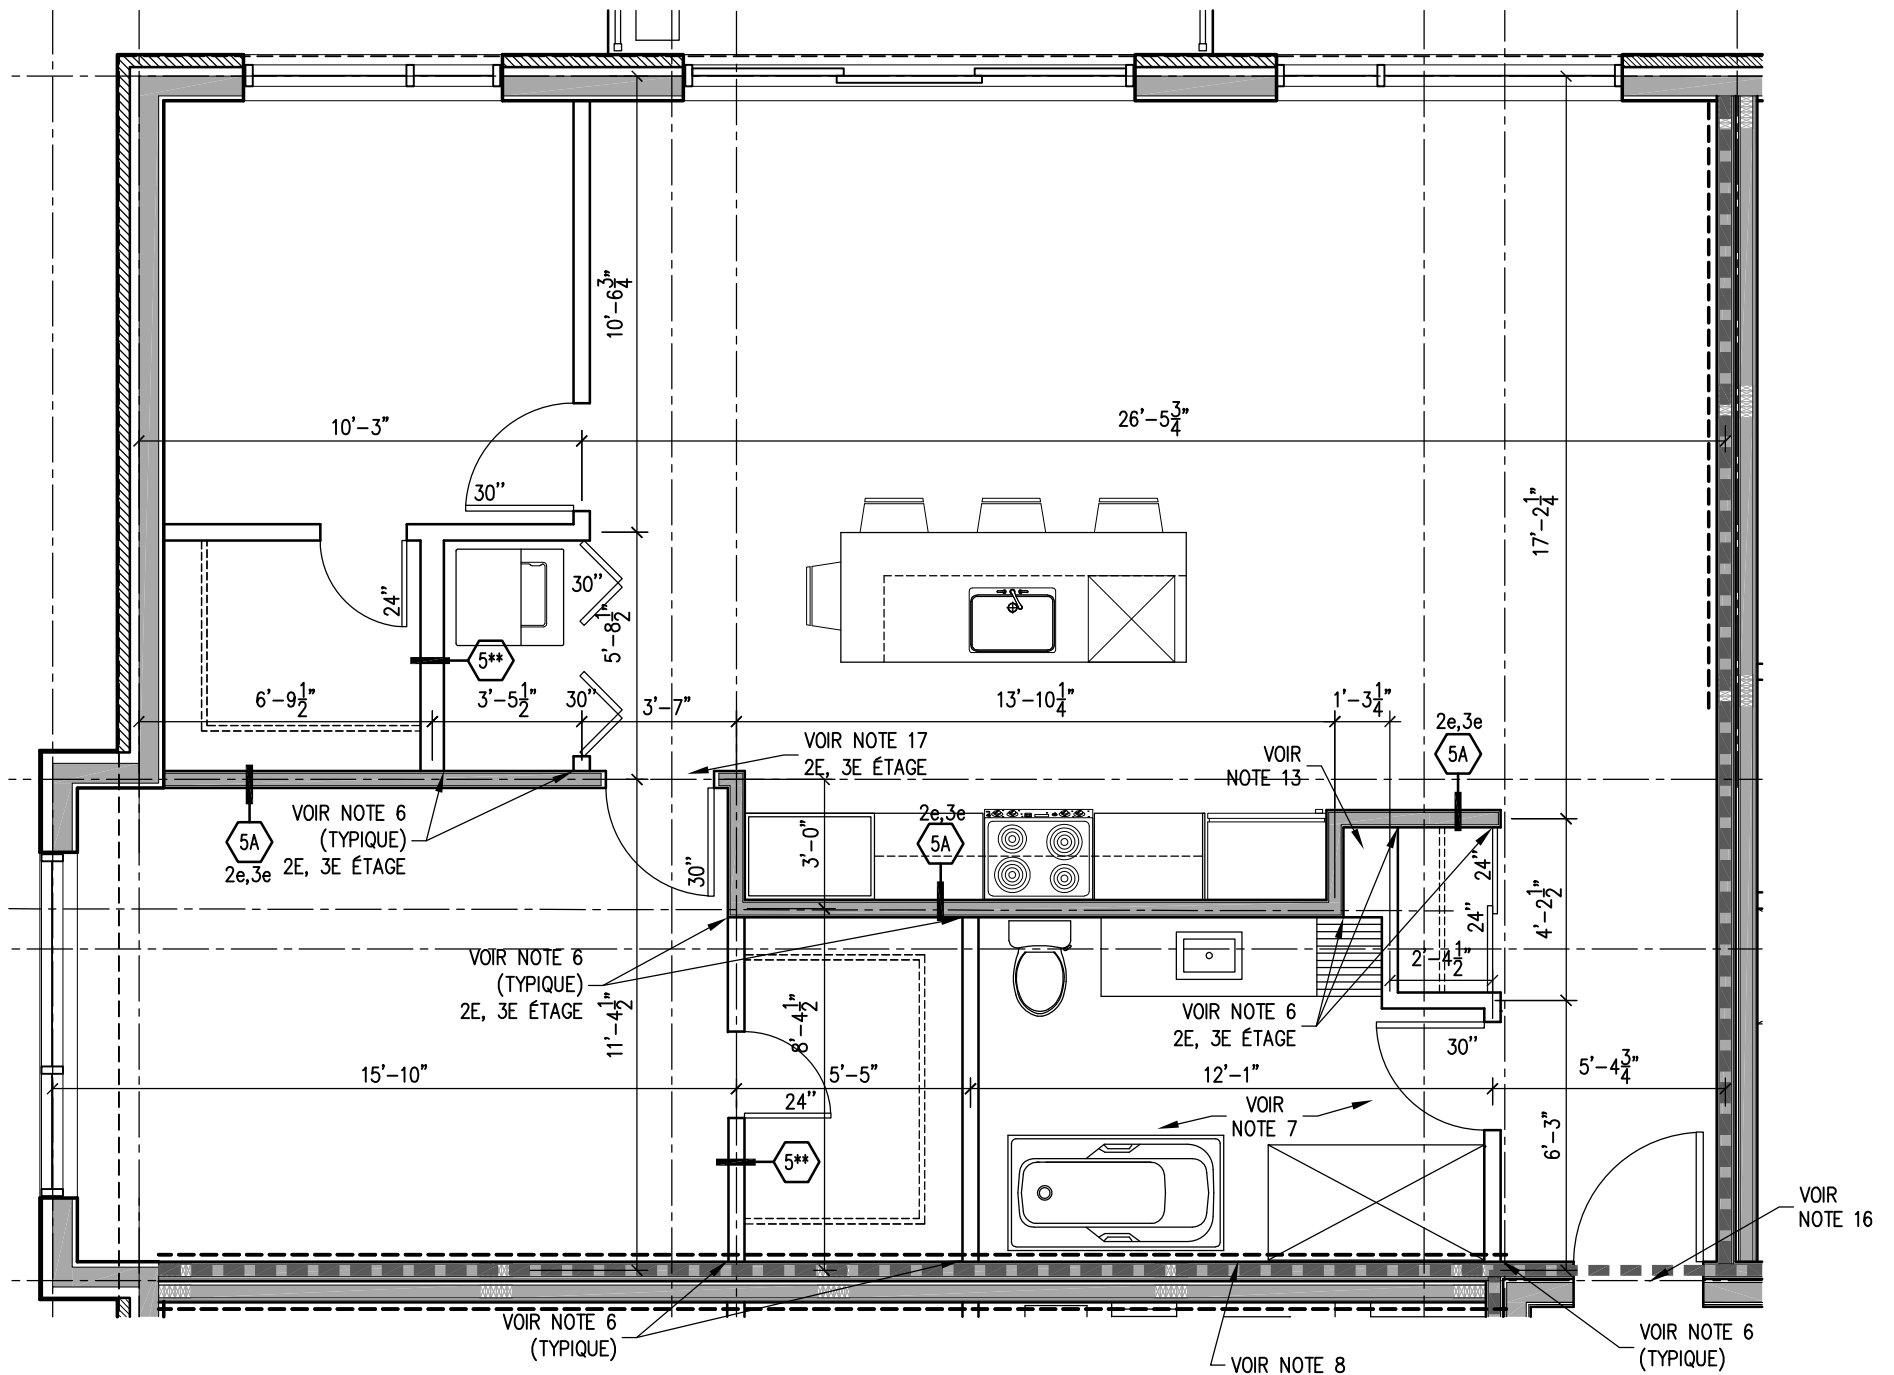 10'-6 3/4"
10'-3"
26'-5 3/4"
30"
17'-2 1/4"
24"
30"
5'-8 1/2"
5**
6'-9 1/2"
3'-5 1/2"
30"
3'-7"
13'-10 1/4"
1'-3 1/4"
2e,3e
5A
VOIR NOTE 17
2E, 3E ÉTAGE
VOIR
NOTE 13
VOIR NOTE 6
(TYPIQUE)
2E, 3E ÉTAGE
5A
2e,3e
30"
3'-0"
2e,3e
5A
24"
24"
4'-2 1/2"
2'-4 1/2"
VOIR NOTE 6
(TYPIQUE)
2E, 3E ÉTAGE
11'-4 1/2"
8'-4 1/2"
VOIR NOTE 6
2E, 3E ÉTAGE
30"
15'-10"
5'-5"
12'-1"
5'-4 3/4"
24"
VOIR
NOTE 7
6'-3"
5**
VOIR
NOTE 16
VOIR NOTE 6
(TYPIQUE)
VOIR NOTE 8
VOIR NOTE 6
(TYPIQUE)